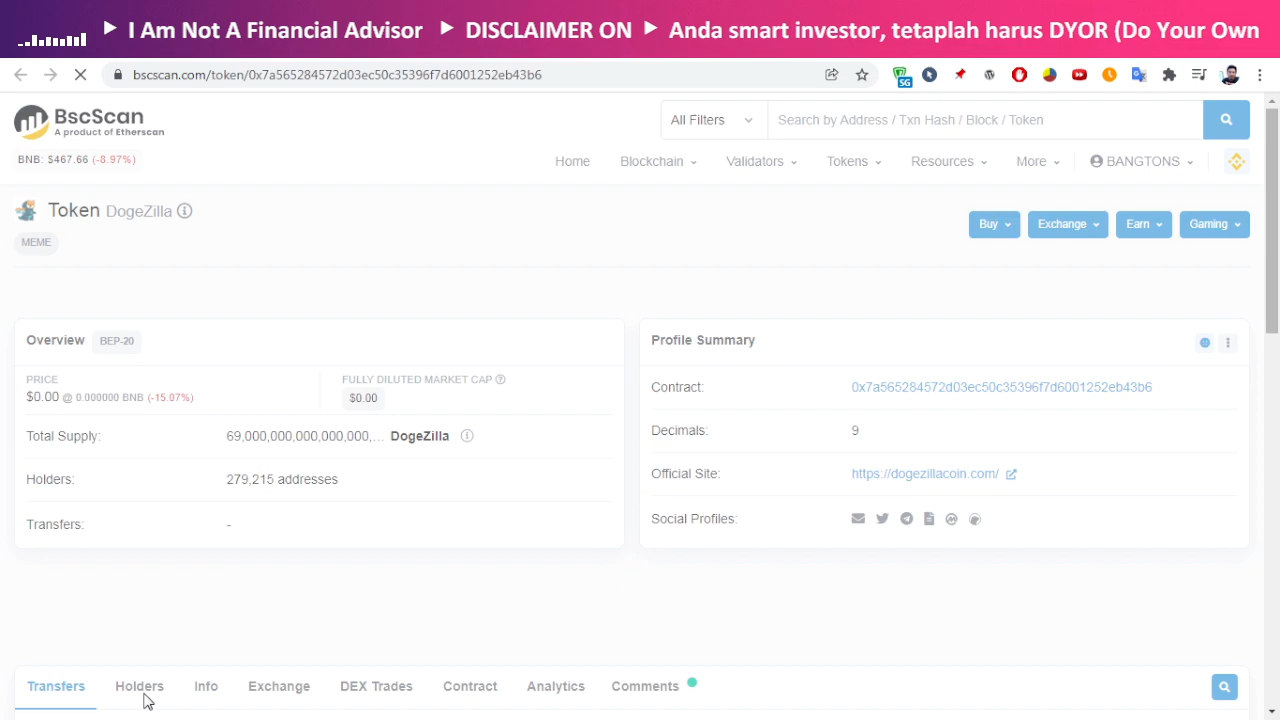 ▶ I Am Not A Financial Advisor ▶ DISCLAIMER ON ▶ Anda smart investor, tetaplah harus DYOR (Do Your Own
bscscan.com/token/0x7a565284572d03ec50c35396f7d6001252eb43b6
SG
BscScan
A product of Etherscan
All Filters
Search by Address / Txn Hash / Block / Token
BNB: $467.66 (-8.97%)
Home Blockchain Validators Tokens Resources More BANGTONS
Token DogeZilla
Buy Exchange Earn Gaming
MEME
Overview BEP-20
PRICE
$0.00 @ 0.000000 BNB (-15.07%)
FULLY DILUTED MARKET CAP
$0.00
Total Supply: 69,000,000,000,000,000,... DogeZilla
Holders: 279,215 addresses
Transfers: -
Profile Summary
Contract: 0x7a565284572d03ec50c35396f7d6001252eb43b6
Decimals: 9
Official Site: https://dogezillacoin.com/
Social Profiles:
Transfers Holders Info Exchange DEX Trades Contract Analytics Comments